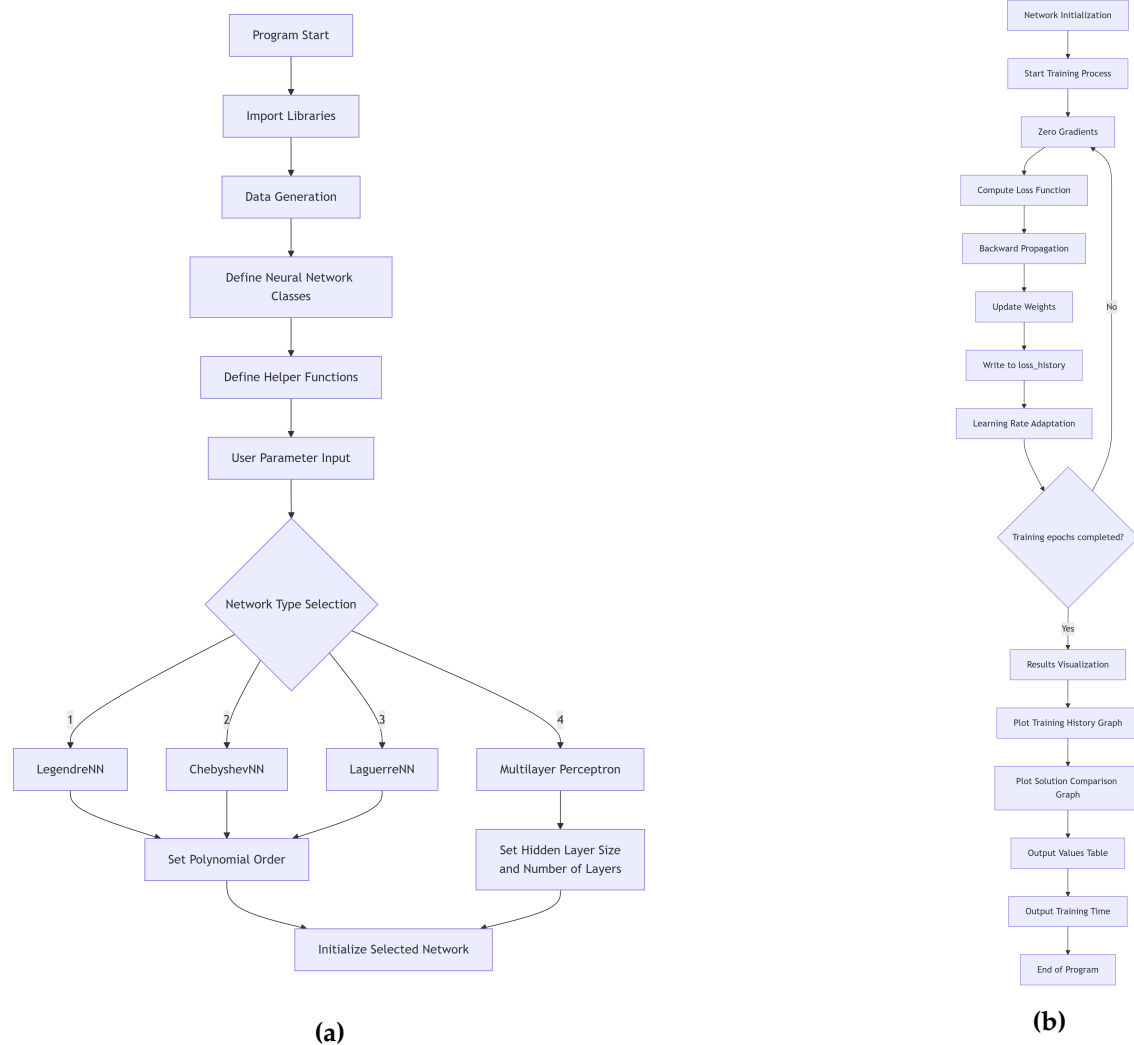 Program Start
Import Libraries
Data Generation
Define Neural Network
Classes
Define Helper Functions
User Parameter Input
Network Type Selection
1
2
3
4
LegendreNN
ChebyshevNN
LaguerreNN
Multilayer Perceptron
Set Polynomial Order
Set Hidden Layer Size
and Number of Layers
Initialize Selected Network
(a)
Network Initialization
Start Training Process
Zero Gradients
Compute Loss Function
Backward Propagation
Update Weights
No
Write to loss_history
Learning Rate Adaptation
Training epochs completed?
Yes
Results Visualization
Plot Training History Graph
Plot Solution Comparison
Graph
Output Values Table
Output Training Time
End of Program
(b)